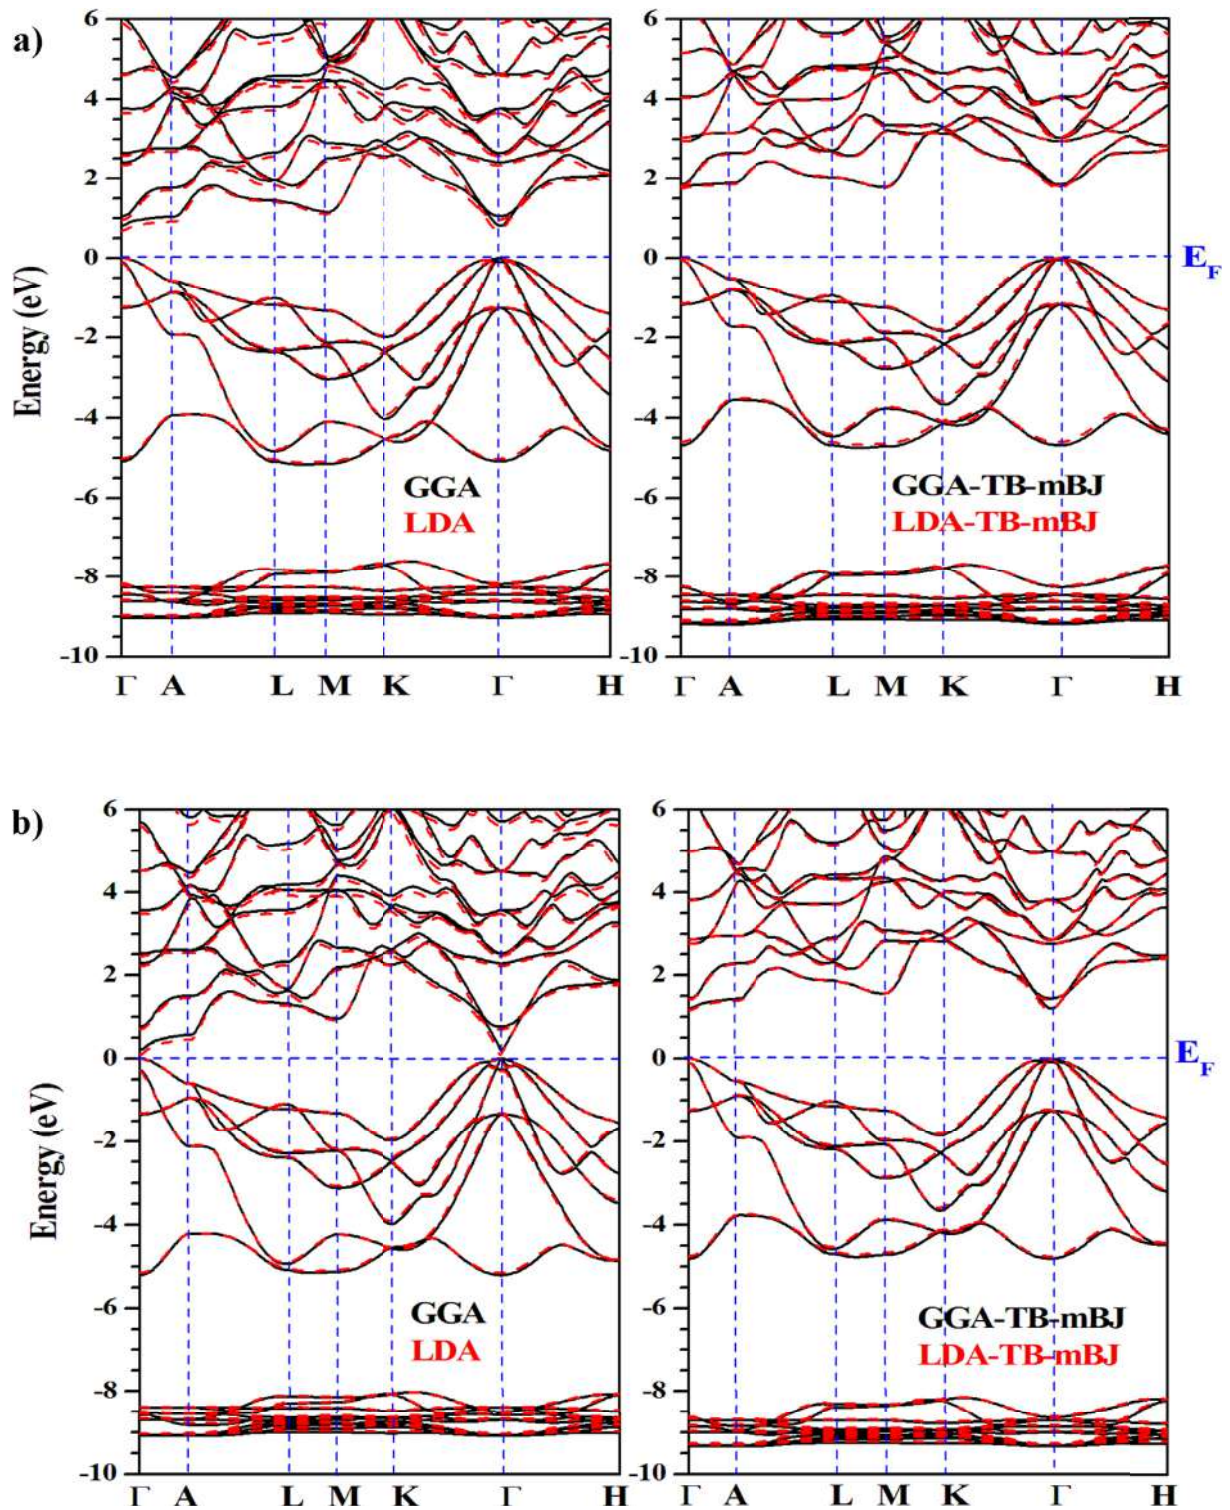 a)
6
4
2
0
-2
-4
-6
-8
-10
Energy (eV)
GGA
LDA
Γ A L M K Γ H
6
4
2
0
-2
-4
-6
-8
-10
GGA-TB-mBJ
LDA-TB-mBJ
Γ A L M K Γ H
E_F
b)
6
4
2
0
-2
-4
-6
-8
-10
Energy (eV)
GGA
LDA
Γ A L M K Γ H
6
4
2
0
-2
-4
-6
-8
-10
GGA-TB-mBJ
LDA-TB-mBJ
Γ A L M K Γ H
E_F